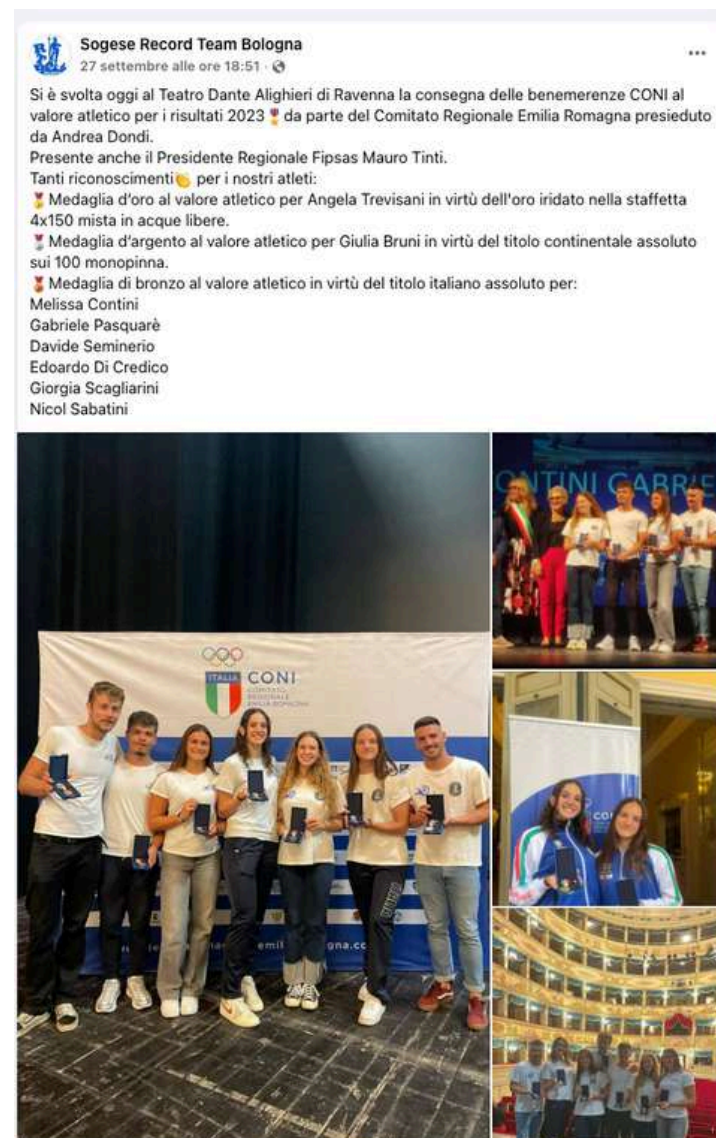 Sogese Record Team Bologna
27 settembre alle ore 18:51 ·
Si è svolta oggi al Teatro Dante Alighieri di Ravenna la consegna delle benemerenze CONI al
valore atletico per i risultati 2023🎖️da parte del Comitato Regionale Emilia Romagna presieduto
da Andrea Dondi.
Presente anche il Presidente Regionale Fipsas Mauro Tinti.
Tanti riconoscimenti👏 per i nostri atleti:
🥇Medaglia d'oro al valore atletico per Angela Trevisani in virtù dell'oro iridato nella staffetta
4x150 mista in acque libere.
🥈Medaglia d'argento al valore atletico per Giulia Bruni in virtù del titolo continentale assoluto
sui 100 monopinna.
🥉Medaglia di bronzo al valore atletico in virtù del titolo italiano assoluto per:
Melissa Contini
Gabriele Pasquarè
Davide Seminerio
Edoardo Di Credico
Giorgia Scagliarini
Nicol Sabatini
ONTINI GABRIE
ITALIA
CONI
COMITATO
REGIONALE
EMILIA ROMAGNA
CONI